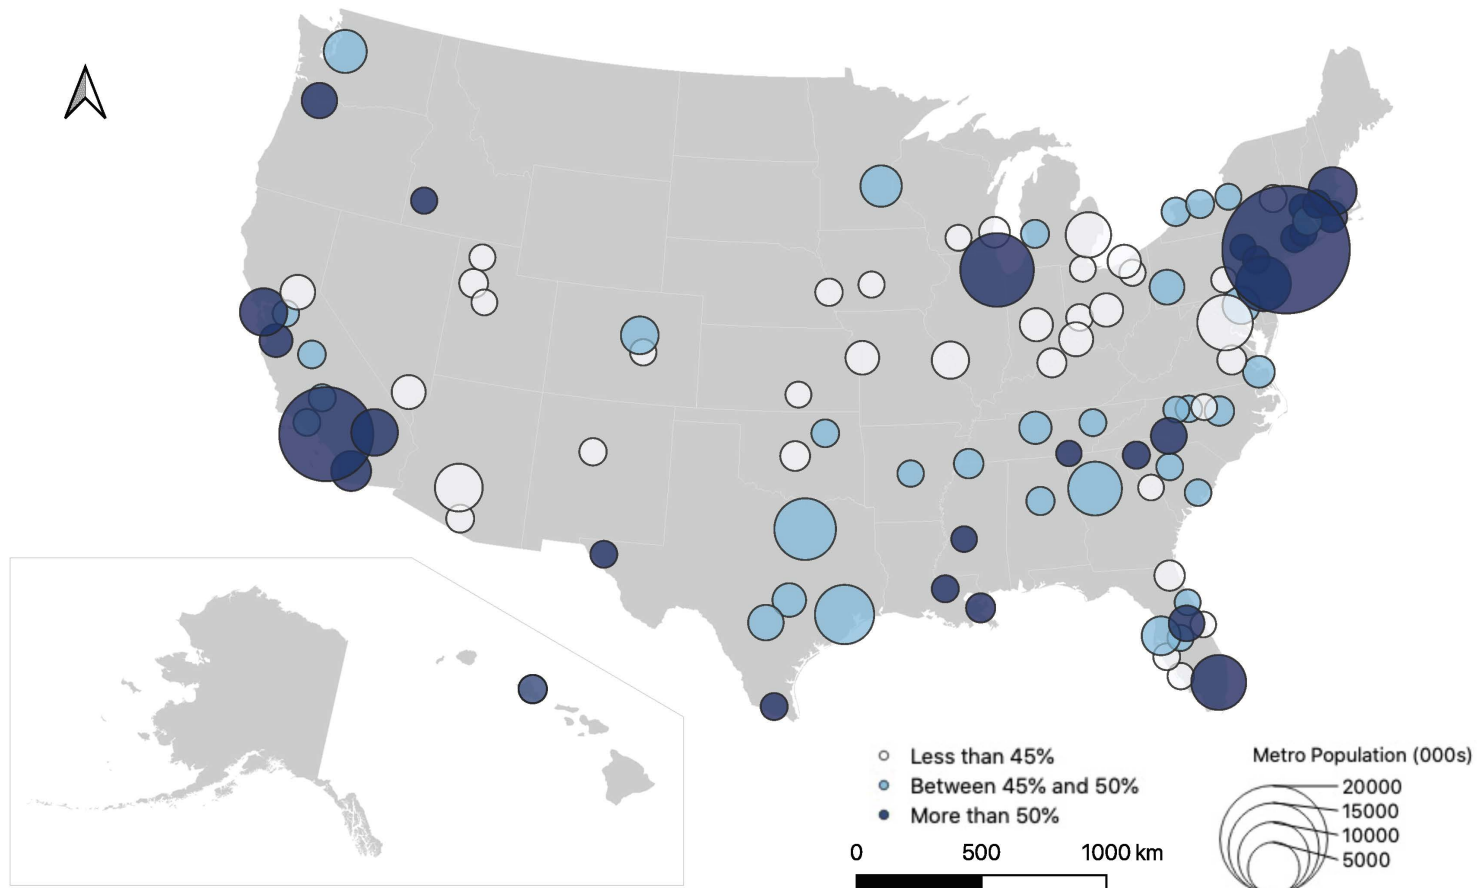 Less than 45%
Between 45% and 50%
More than 50%
0 500 1000 km
Metro Population (000s)
20000
15000
10000
5000